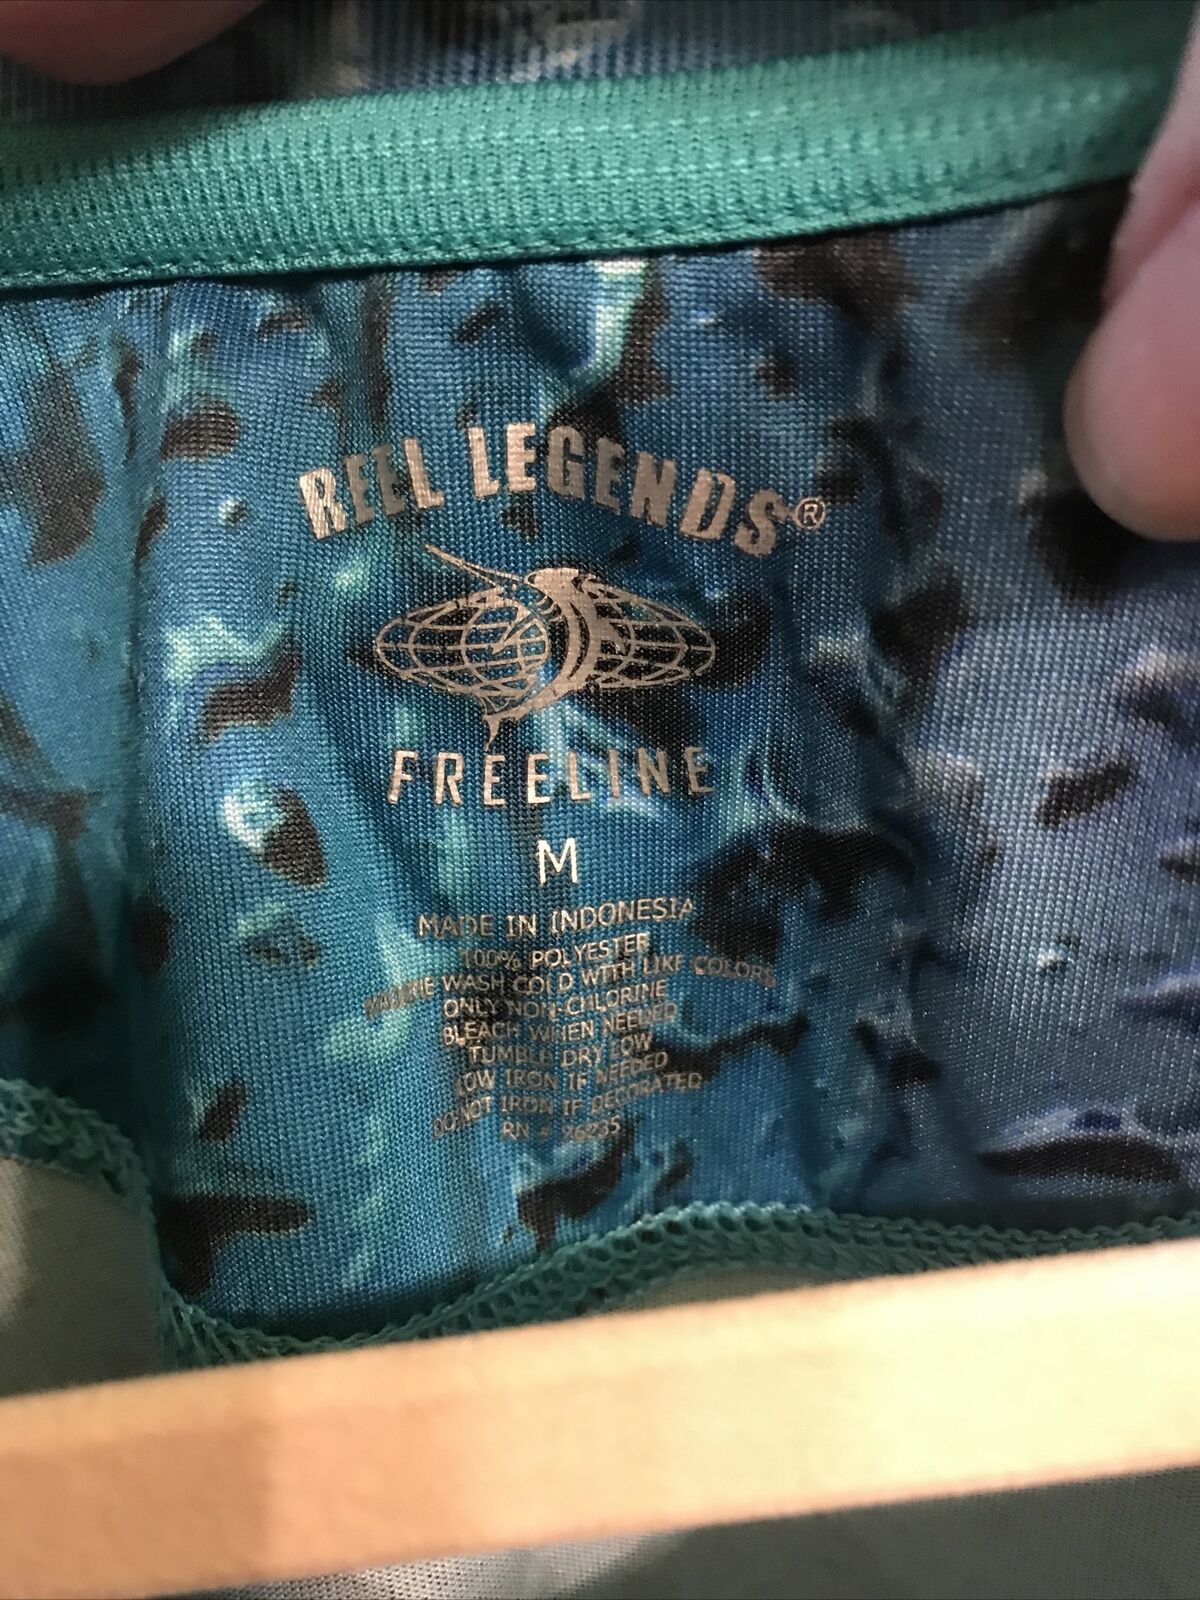 REEL LEGENDS®
FREELINE
M
MADE IN INDONESIA
100% POLYESTER
MACHINE WASH COLD WITH LIKE COLORS
ONLY NON-CHLORINE
BLEACH WHEN NEEDED
TUMBLE DRY LOW
LOW IRON IF NEEDED
DO NOT IRON IF DECORATED
RN # 76235